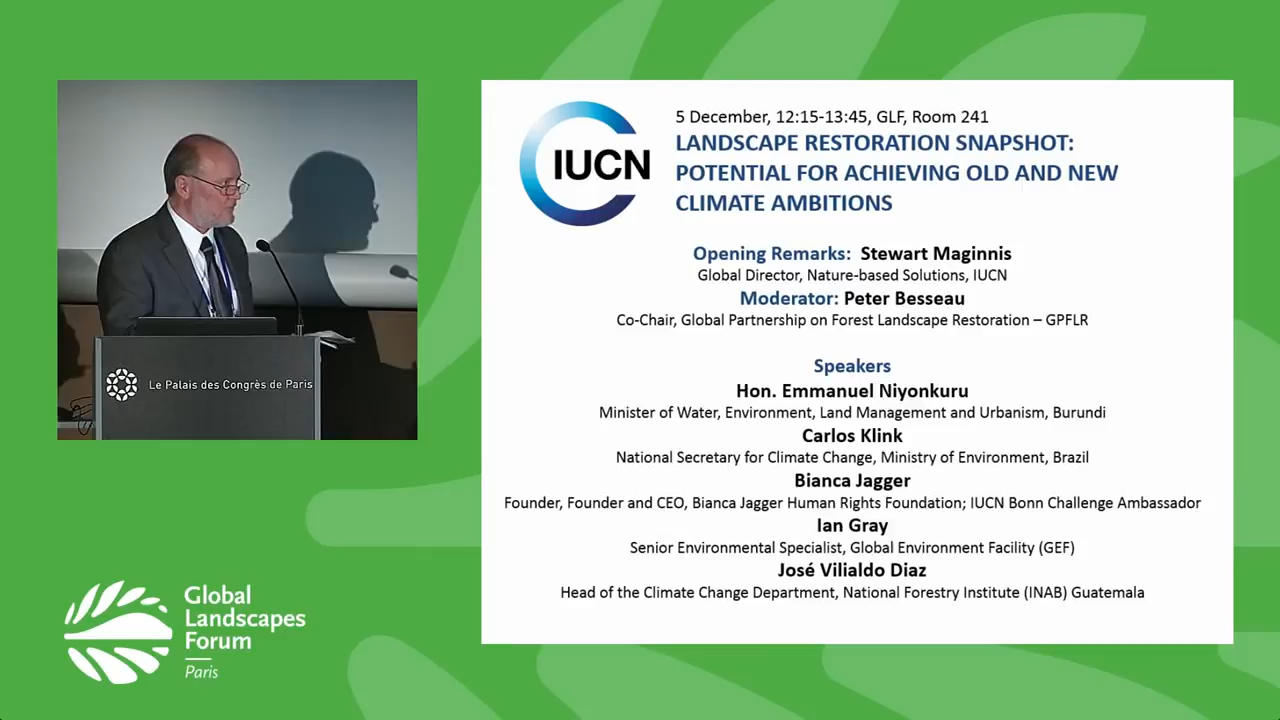 Le Palais des Congrès de Paris
Global
Landscapes
Forum
Paris
IUCN
5 December, 12:15-13:45, GLF, Room 241
LANDSCAPE RESTORATION SNAPSHOT:
POTENTIAL FOR ACHIEVING OLD AND NEW
CLIMATE AMBITIONS
Opening Remarks: Stewart Maginnis
Global Director, Nature-based Solutions, IUCN
Moderator: Peter Besseau
Co-Chair, Global Partnership on Forest Landscape Restoration – GPFLR
Speakers
Hon. Emmanuel Niyonkuru
Minister of Water, Environment, Land Management and Urbanism, Burundi
Carlos Klink
National Secretary for Climate Change, Ministry of Environment, Brazil
Bianca Jagger
Founder, Founder and CEO, Bianca Jagger Human Rights Foundation; IUCN Bonn Challenge Ambassador
Ian Gray
Senior Environmental Specialist, Global Environment Facility (GEF)
José Vilialdo Diaz
Head of the Climate Change Department, National Forestry Institute (INAB) Guatemala